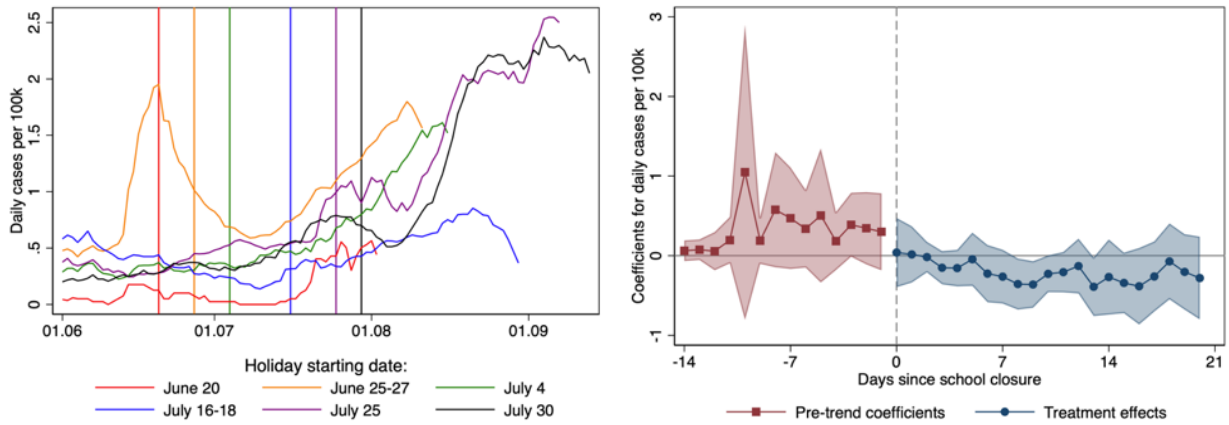 Daily cases per 100k
2.5
2
1.5
1
.5
0
01.06
01.07
01.08
01.09
Holiday starting date:
June 20
June 25-27
July 4
July 16-18
July 25
July 30
Coefficients for daily cases per 100k
3
2
1
0
-1
-14
-7
0
7
14
21
Days since school closure
Pre-trend coefficients
Treatment effects